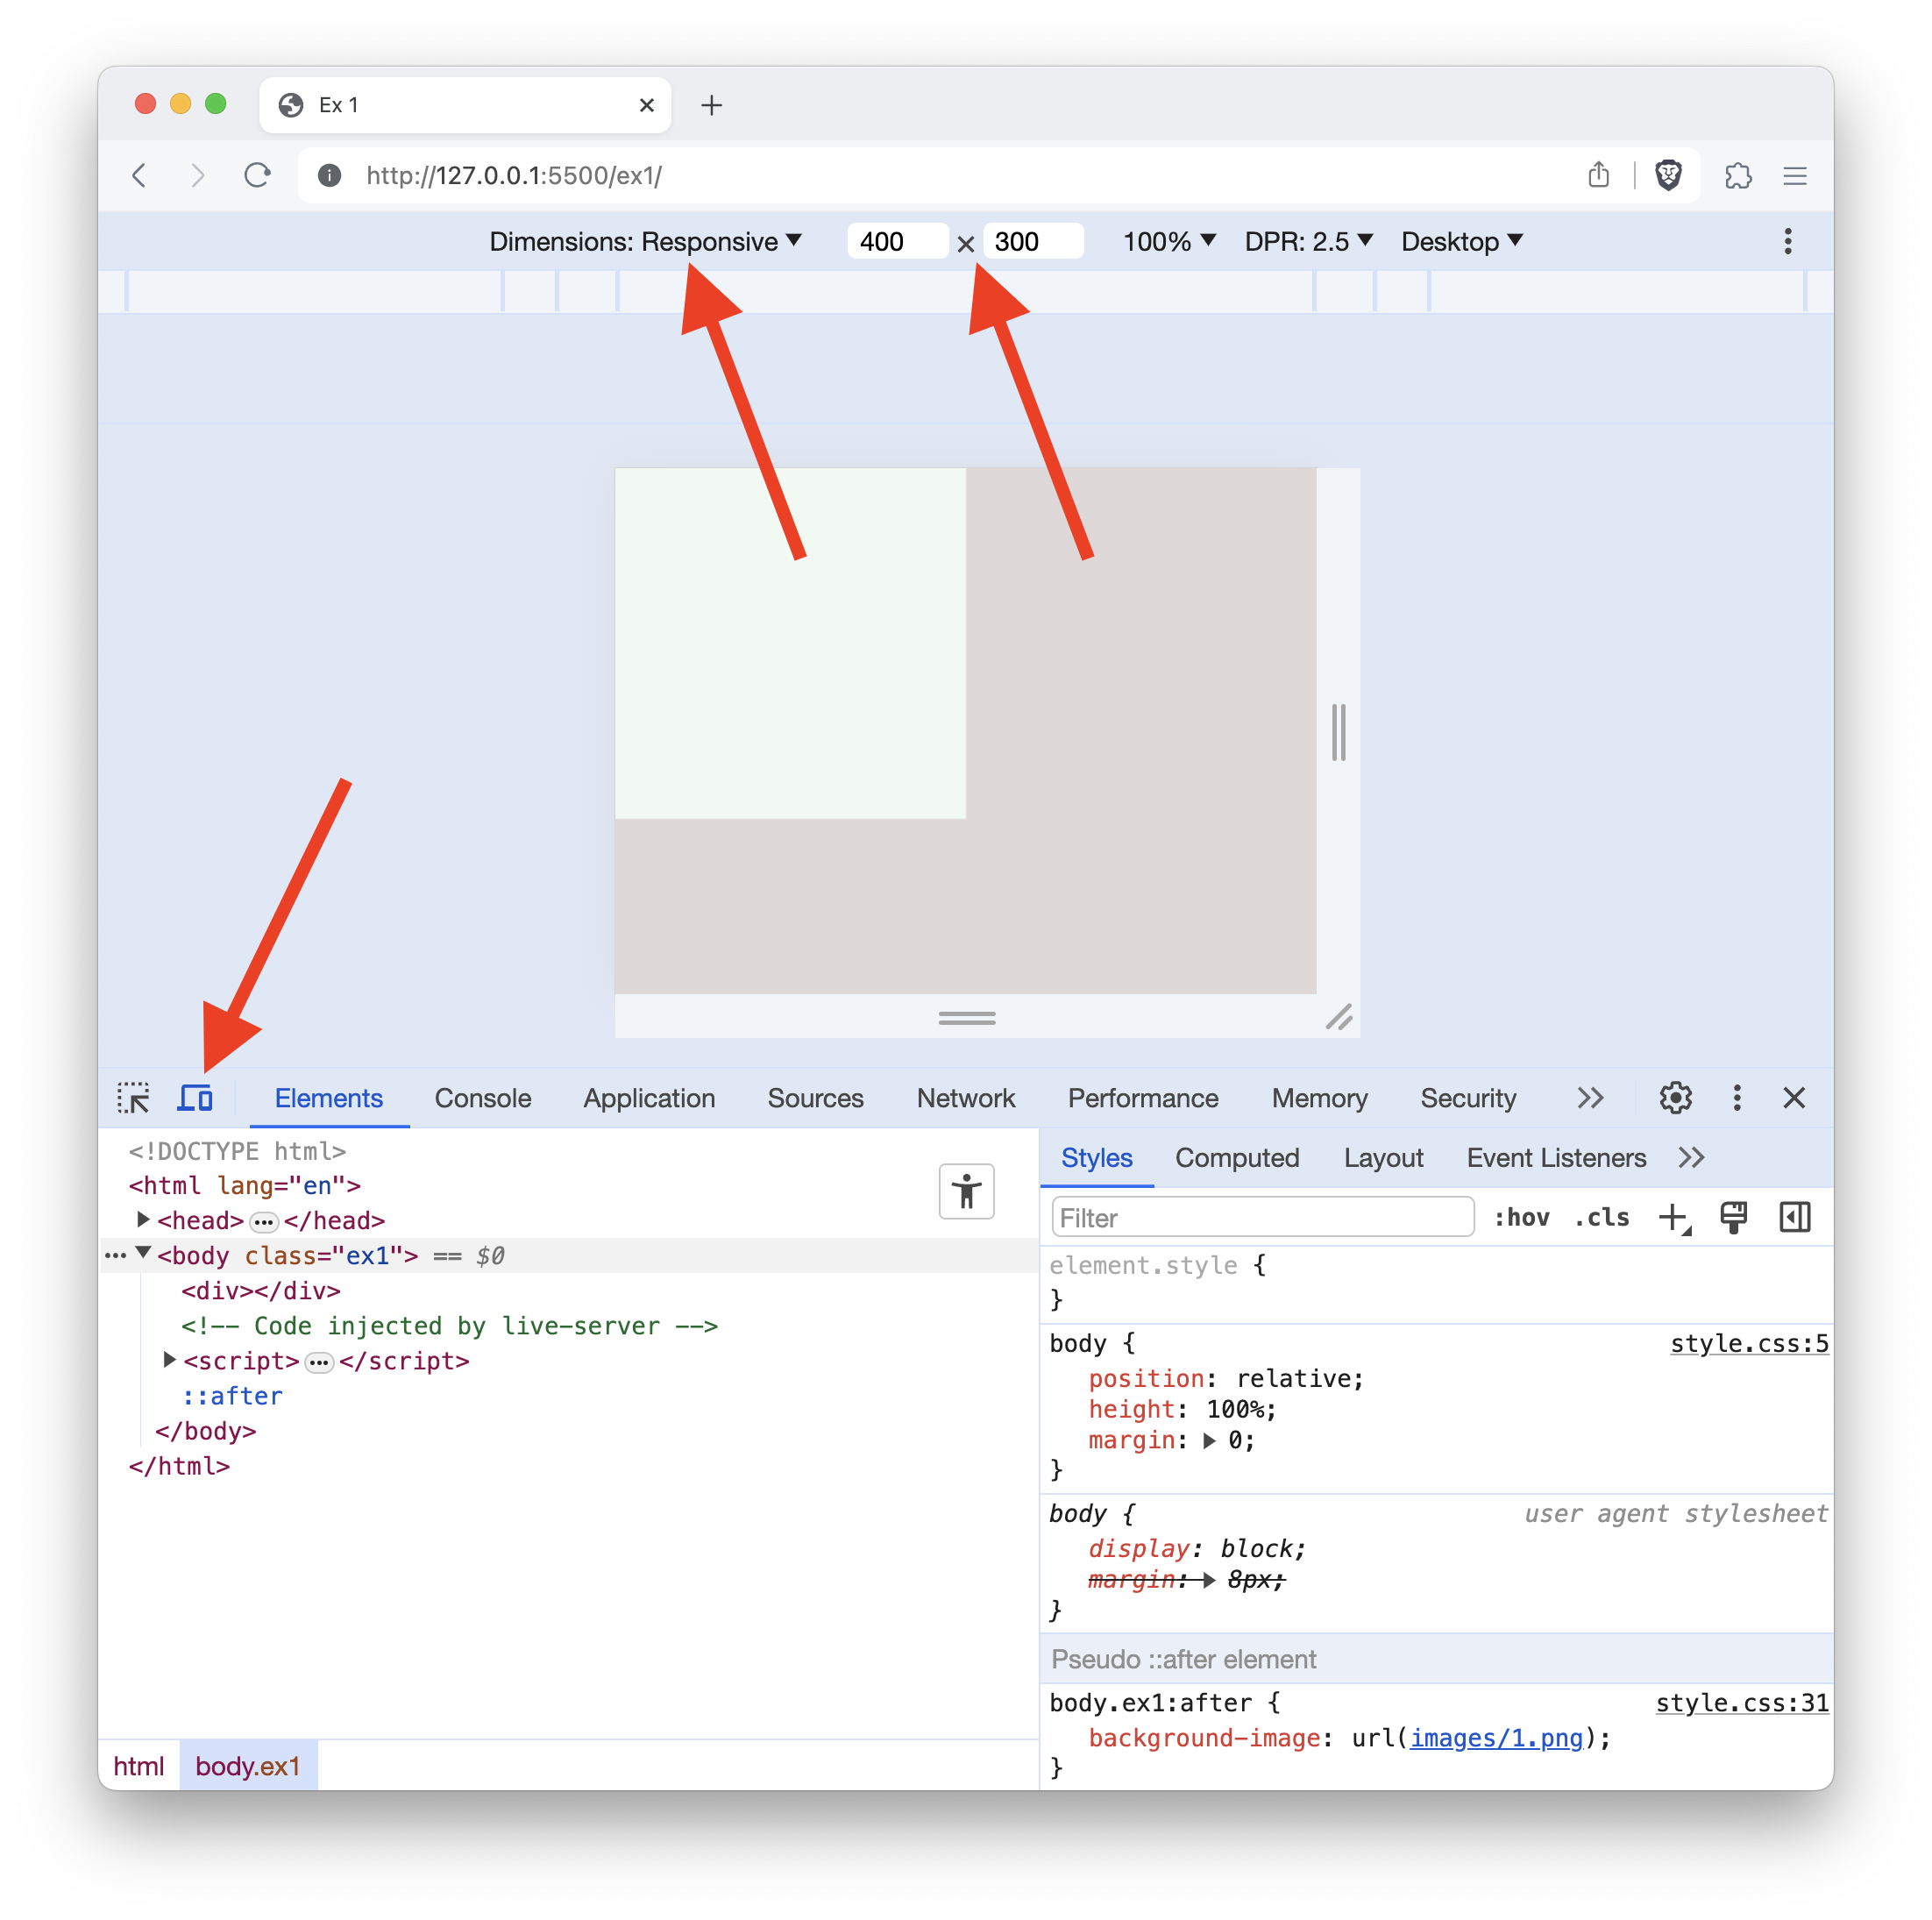 Ex 1
http://127.0.0.1:5500/ex1/
Dimensions: Responsive 400 × 300 100% DPR: 2.5 Desktop
Elements Console Application Sources Network Performance Memory Security
<!DOCTYPE html>
<html lang="en">
<head> ••• </head>
••• <body class="ex1"> == $0
<div></div>
<!-- Code injected by live-server -->
<script> ••• </script>
::after
</body>
</html>
html body.ex1
Styles Computed Layout Event Listeners
Filter :hov .cls
element.style {
}
body { style.css:5
position: relative;
height: 100%;
margin: 0;
}
body { user agent stylesheet
display: block;
margin: 8px;
}
Pseudo ::after element
body.ex1:after { style.css:31
background-image: url(images/1.png);
}